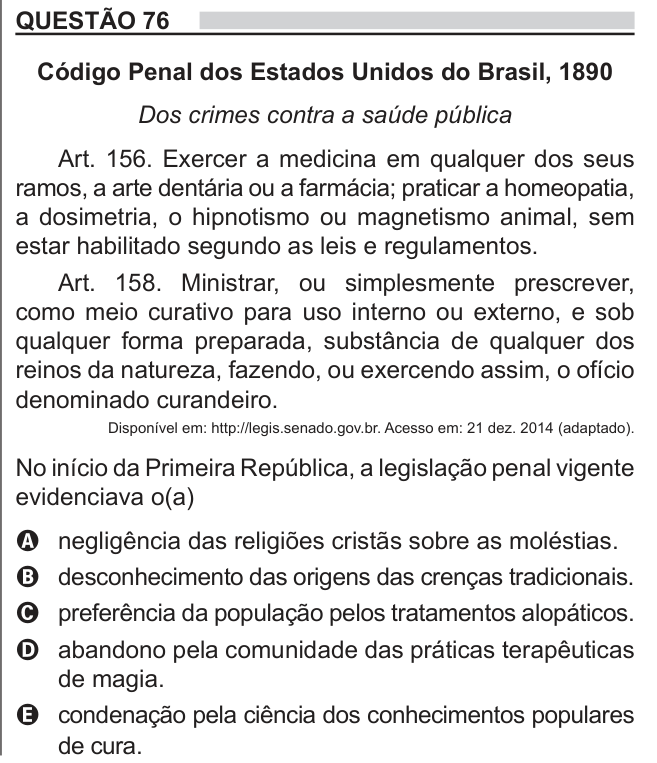 QUESTÃO 76
Código Penal dos Estados Unidos do Brasil, 1890
Dos crimes contra a saúde pública
Art. 156. Exercer a medicina em qualquer dos seus
ramos, a arte dentária ou a farmácia; praticar a homeopatia,
a dosimetria, o hipnotismo ou magnetismo animal, sem
estar habilitado segundo as leis e regulamentos.
Art. 158. Ministrar, ou simplesmente prescrever,
como meio curativo para uso interno ou externo, e sob
qualquer forma preparada, substância de qualquer dos
reinos da natureza, fazendo, ou exercendo assim, o ofício
denominado curandeiro.
Disponível em: http://legis.senado.gov.br. Acesso em: 21 dez. 2014 (adaptado).
No início da Primeira República, a legislação penal vigente
evidenciava o(a)
A negligência das religiões cristãs sobre as moléstias.
B desconhecimento das origens das crenças tradicionais.
C preferência da população pelos tratamentos alopáticos.
D abandono pela comunidade das práticas terapêuticas
de magia.
E condenação pela ciência dos conhecimentos populares
de cura.